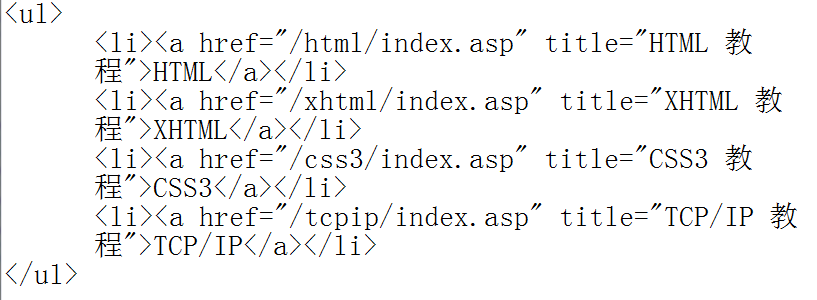 <ul>
<li><a href="/html/index.asp" title="HTML 教
程">HTML</a></li>
<li><a href="/xhtml/index.asp" title="XHTML 教
程">XHTML</a></li>
<li><a href="/css3/index.asp" title="CSS3 教
程">CSS3</a></li>
<li><a href="/tcpip/index.asp" title="TCP/IP 教
程">TCP/IP</a></li>
</ul>